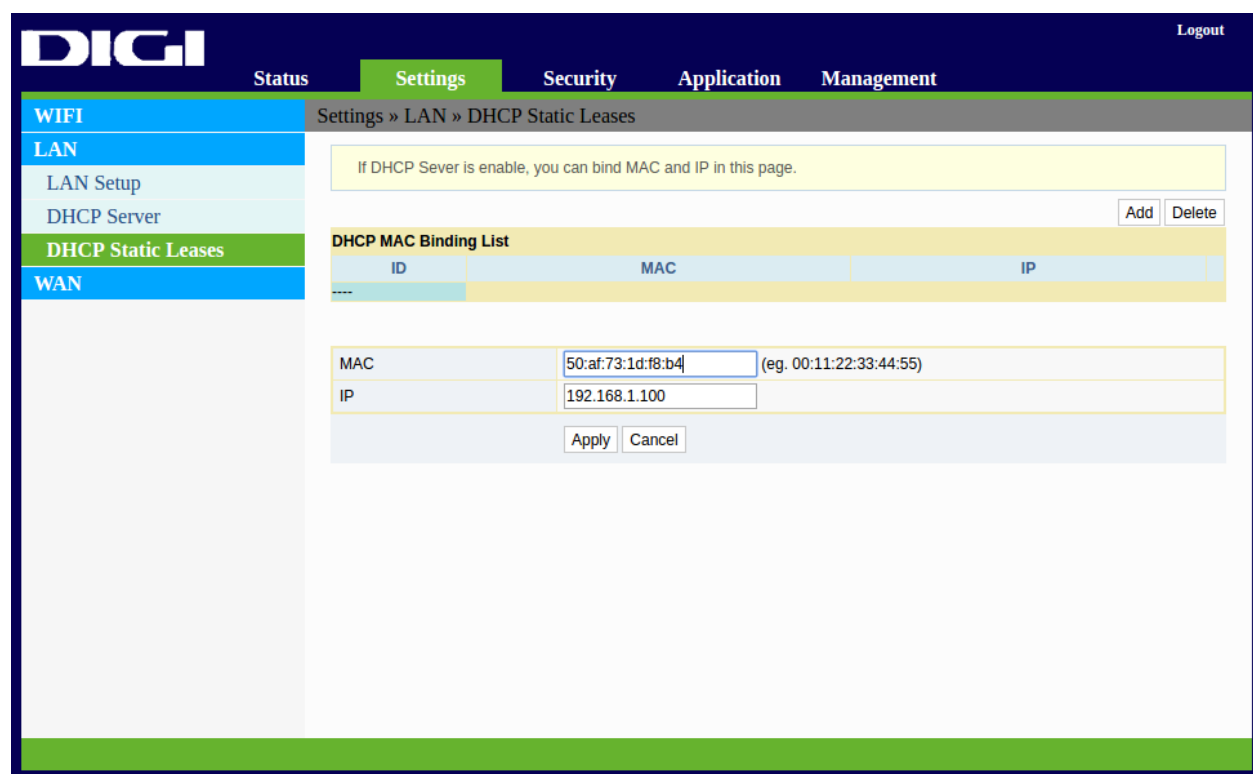 Logout
DIGI
Status Settings Security Application Management
WIFI
Settings » LAN » DHCP Static Leases
LAN
LAN Setup
DHCP Server
DHCP Static Leases
WAN
If DHCP Sever is enable, you can bind MAC and IP in this page.
Add Delete
DHCP MAC Binding List
ID MAC IP
----
MAC 50:af:73:1d:f8:b4 (eg. 00:11:22:33:44:55)
IP 192.168.1.100
Apply Cancel